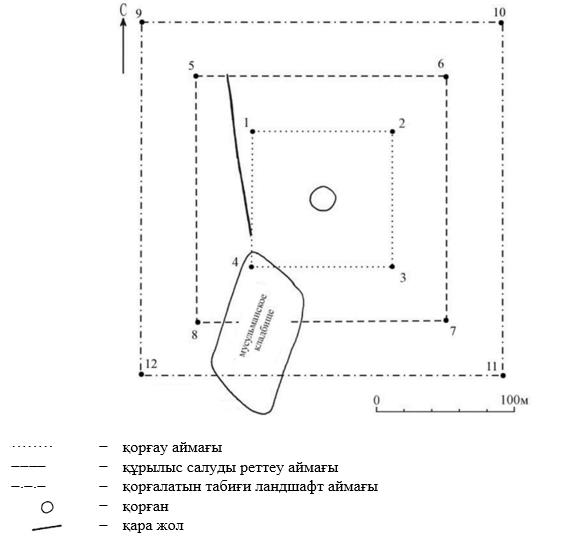 С
9
10
5
6
1
2
4
3
мусульманское
кладбище
8
7
12
11
0
100м
– қорғау аймағы
– құрылыс салуды реттеу аймағы
– қорғалатын табиғи ландшафт аймағы
– қорған
– қара жол